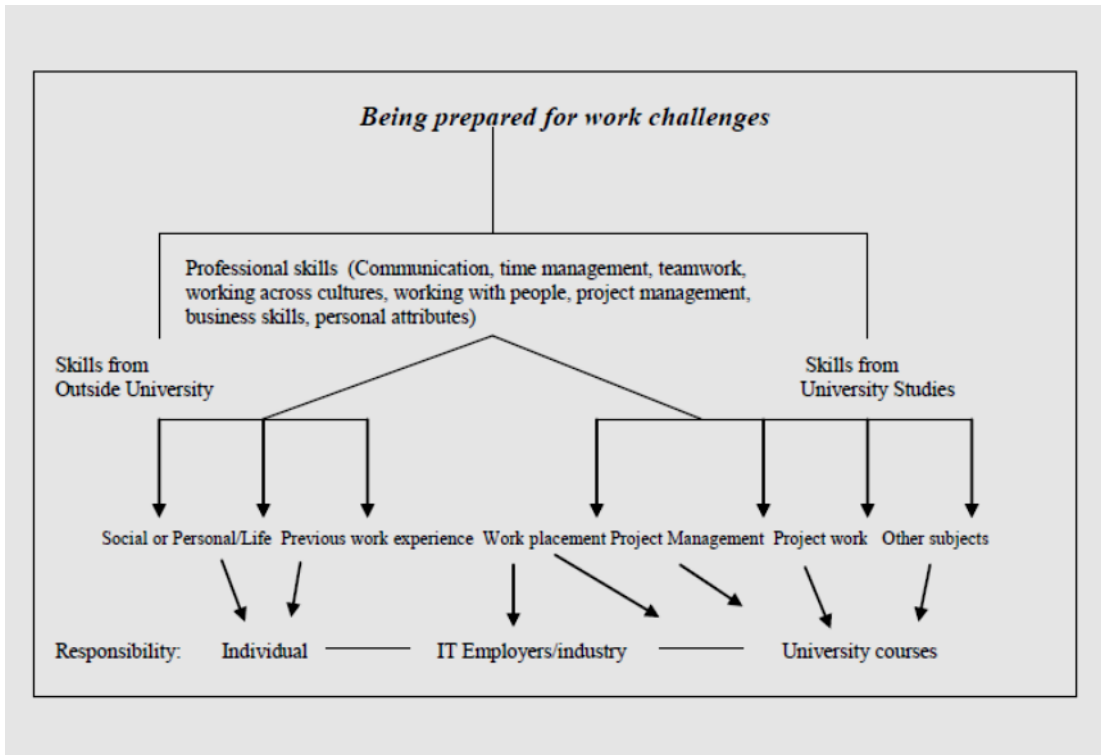 Being prepared for work challenges
Professional skills (Communication, time management, teamwork,
working across cultures, working with people, project management,
business skills, personal attributes)
Skills from
Outside University
Skills from
University Studies
Social or Personal/Life Previous work experience Work placement Project Management Project work Other subjects
Responsibility: Individual IT Employers/industry University courses